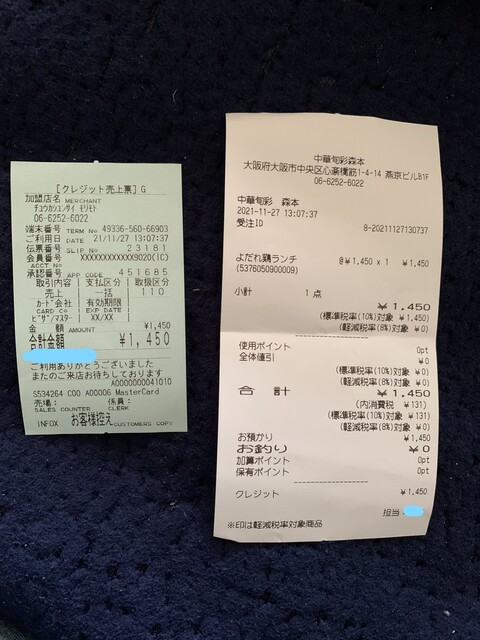 [クレジット売上票] G
加盟店名 MERCHANT
チュウカシュンサイ モリモト
06-6252-6022
端末番号 TERM No 49336-560-66903
ご利用日 DATE 21/11/27 13:07:37
伝票番号 SLIP No 23181
会員番号 XXXXXXXXXXXX9020(IC)
ACCT No
承認番号 APP CODE 451685
取引内容 支払区分 取扱区分
売上 一括 110
カード会社 有効期限
CARD Co EXP DATE
ビザ/マスター XX/XX
金 額 AMOUNT ¥1,450
合計金額 ¥1,450
ご利用ありがとうございました
またのご来店お待ちしております
A0000000041010
S534264 C00 A00006 MasterCard
売場: 係員:
SALES COUNTER CLERK
INFOX お客様控え CUSTOMERS COPY
中華旬彩森本
大阪府大阪市中央区心斎橋筋1-4-14 燕京ビルB1F
06-6252-6022
中華旬彩 森本
2021-11-27 13:07:37
受注ID 8-20211127130737
よだれ鶏ランチ @¥1,450 x 1 ¥1,450
(5376050900009)
小計 1 点
¥1,450
(標準税率(10%)対象 ¥1,450)
(軽減税率(8%)対象 ¥0)
使用ポイント 0pt
全体値引 ¥0
(標準税率(10%)対象 ¥0)
(軽減税率(8%)対象 ¥0)
合 計 ¥1,450
(内消費税 ¥131)
(標準税率(10%)対象 ¥131)
(軽減税率(8%)対象 ¥0)
お預かり ¥1,450
お釣り ¥0
加算ポイント 0pt
保有ポイント 0pt
クレジット ¥1,450
担当:
※印は軽減税率対象商品